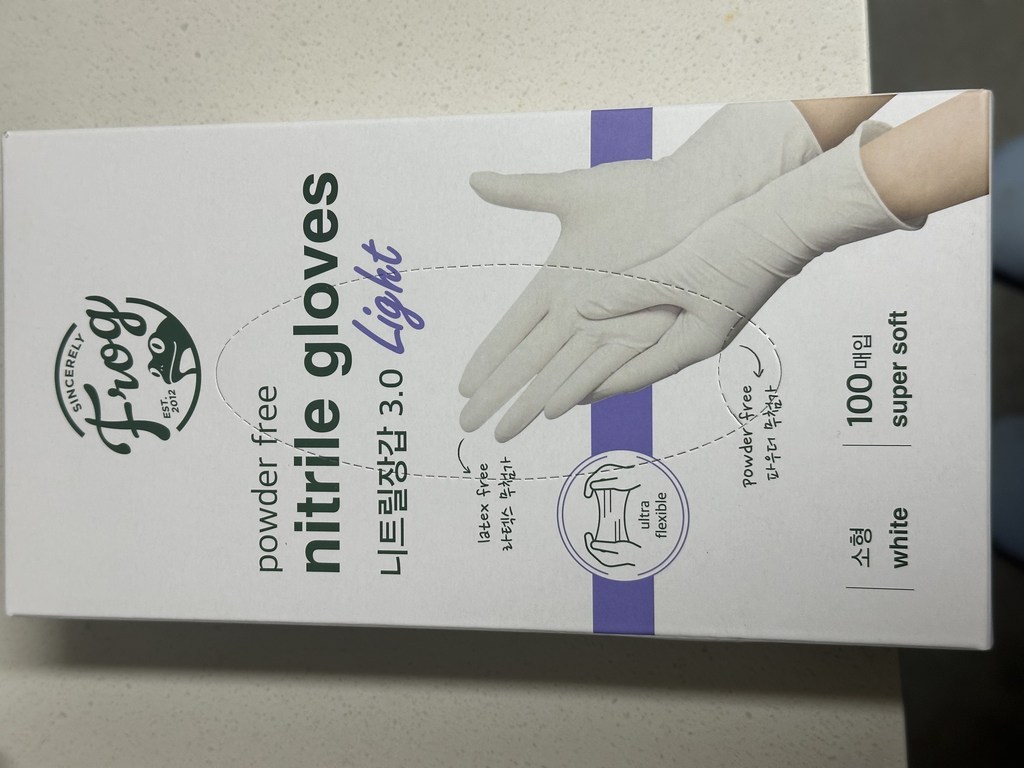 SINCERELY
Frog
EST.
2012
powder free
nitrile gloves
니트릴장갑 3.0 Light
latex free
라텍스 무첨가
ultra
flexible
powder free
파우더 무첨가
소형
white
100매입
super soft